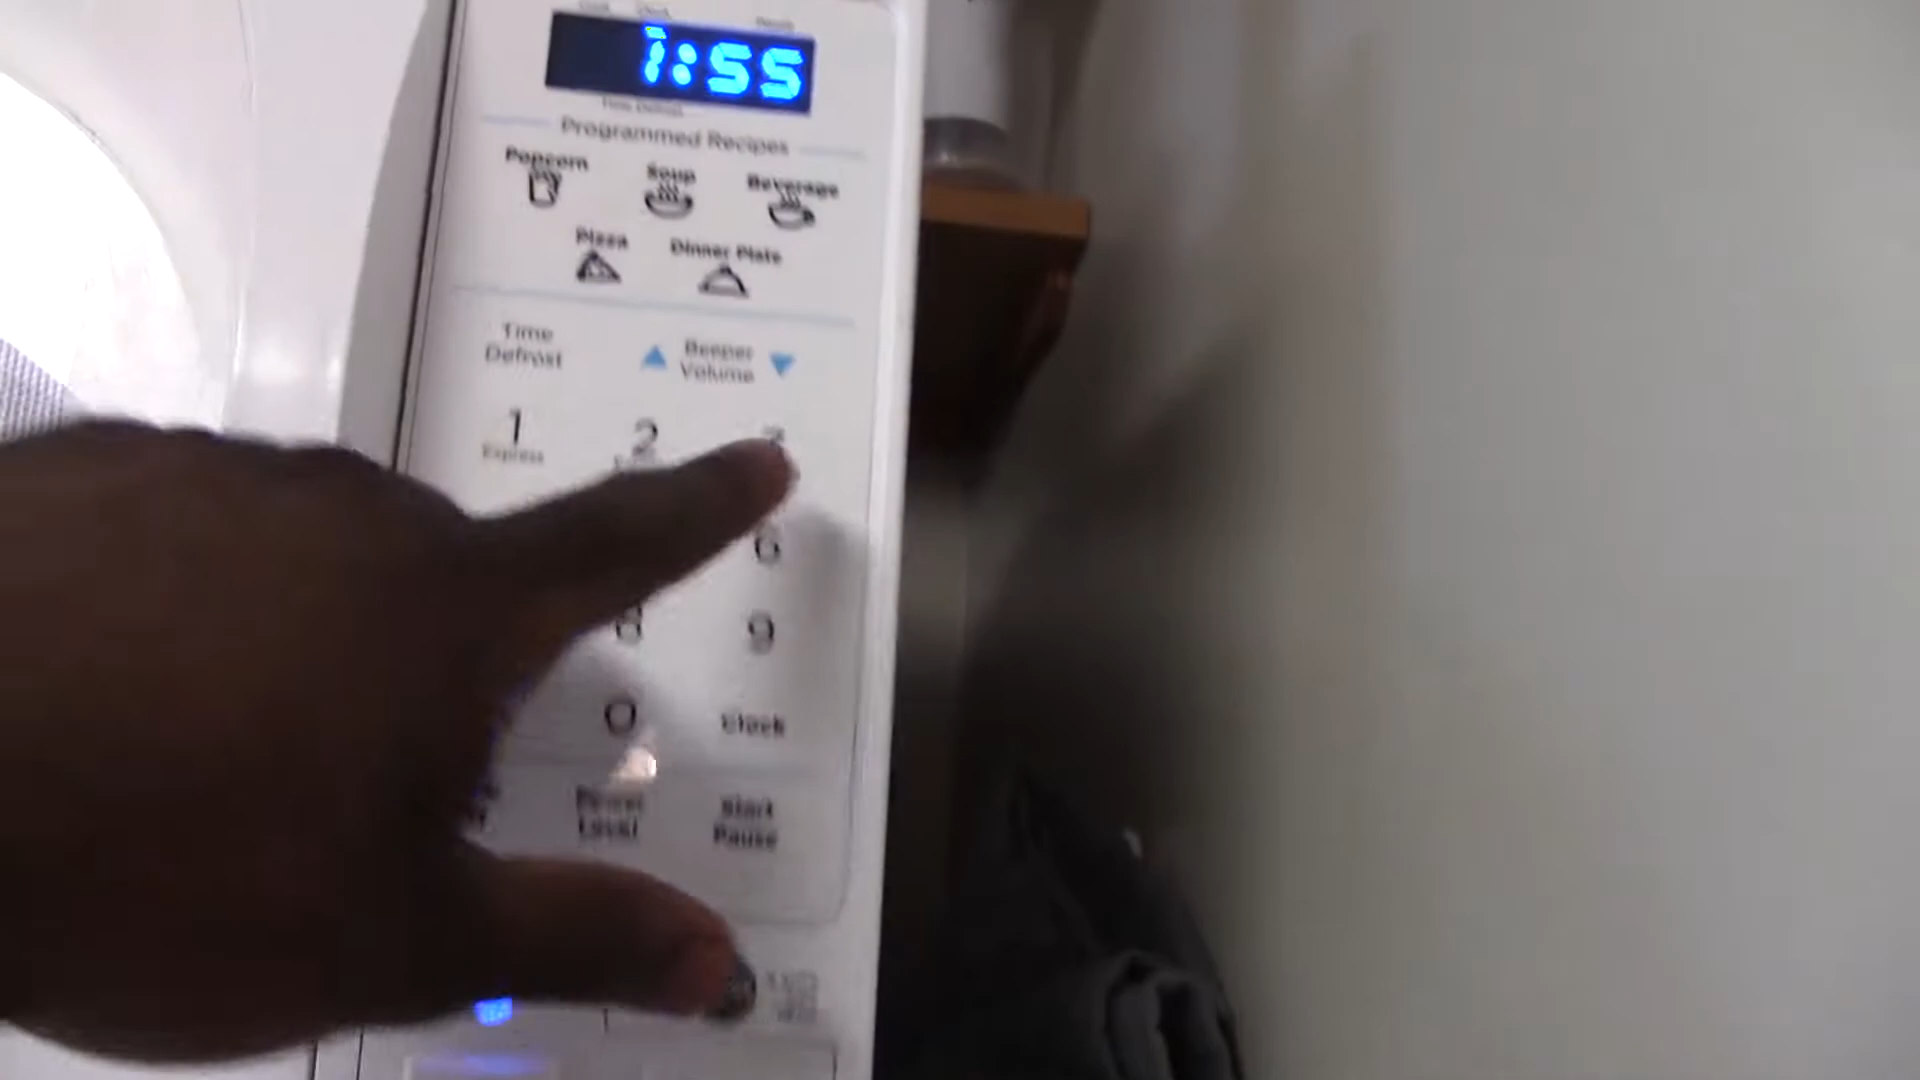 1:55
Programmed Recipes
Popcorn Soup Beverage
Pizza Dinner Plate
Time Defrost
Beeper Volume
1 2
Express
6
8 9
0 Clock
Power Level
Start Pause